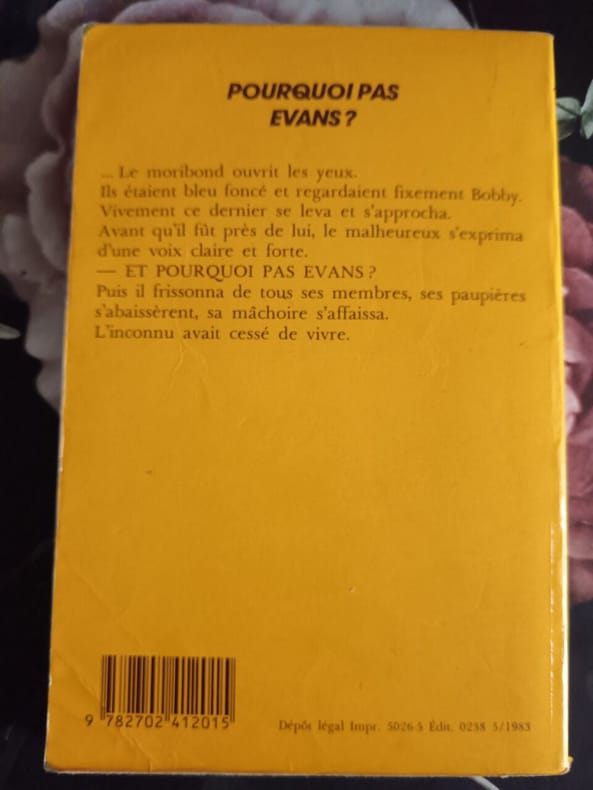 POURQUOI PAS
EVANS ?
... Le moribond ouvrit les yeux.
Ils étaient bleu foncé et regardaient fixement Bobby.
Vivement ce dernier se leva et s'approcha.
Avant qu'il fût près de lui, le malheureux s'exprima
d'une voix claire et forte.
— ET POURQUOI PAS EVANS ?
Puis il frissonna de tous ses membres, ses paupières
s'abaissèrent, sa mâchoire s'affaissa.
L'inconnu avait cessé de vivre.
9 782702 412015
Dépôt légal Impr. 5026-5 Édit. 0238 5/1983